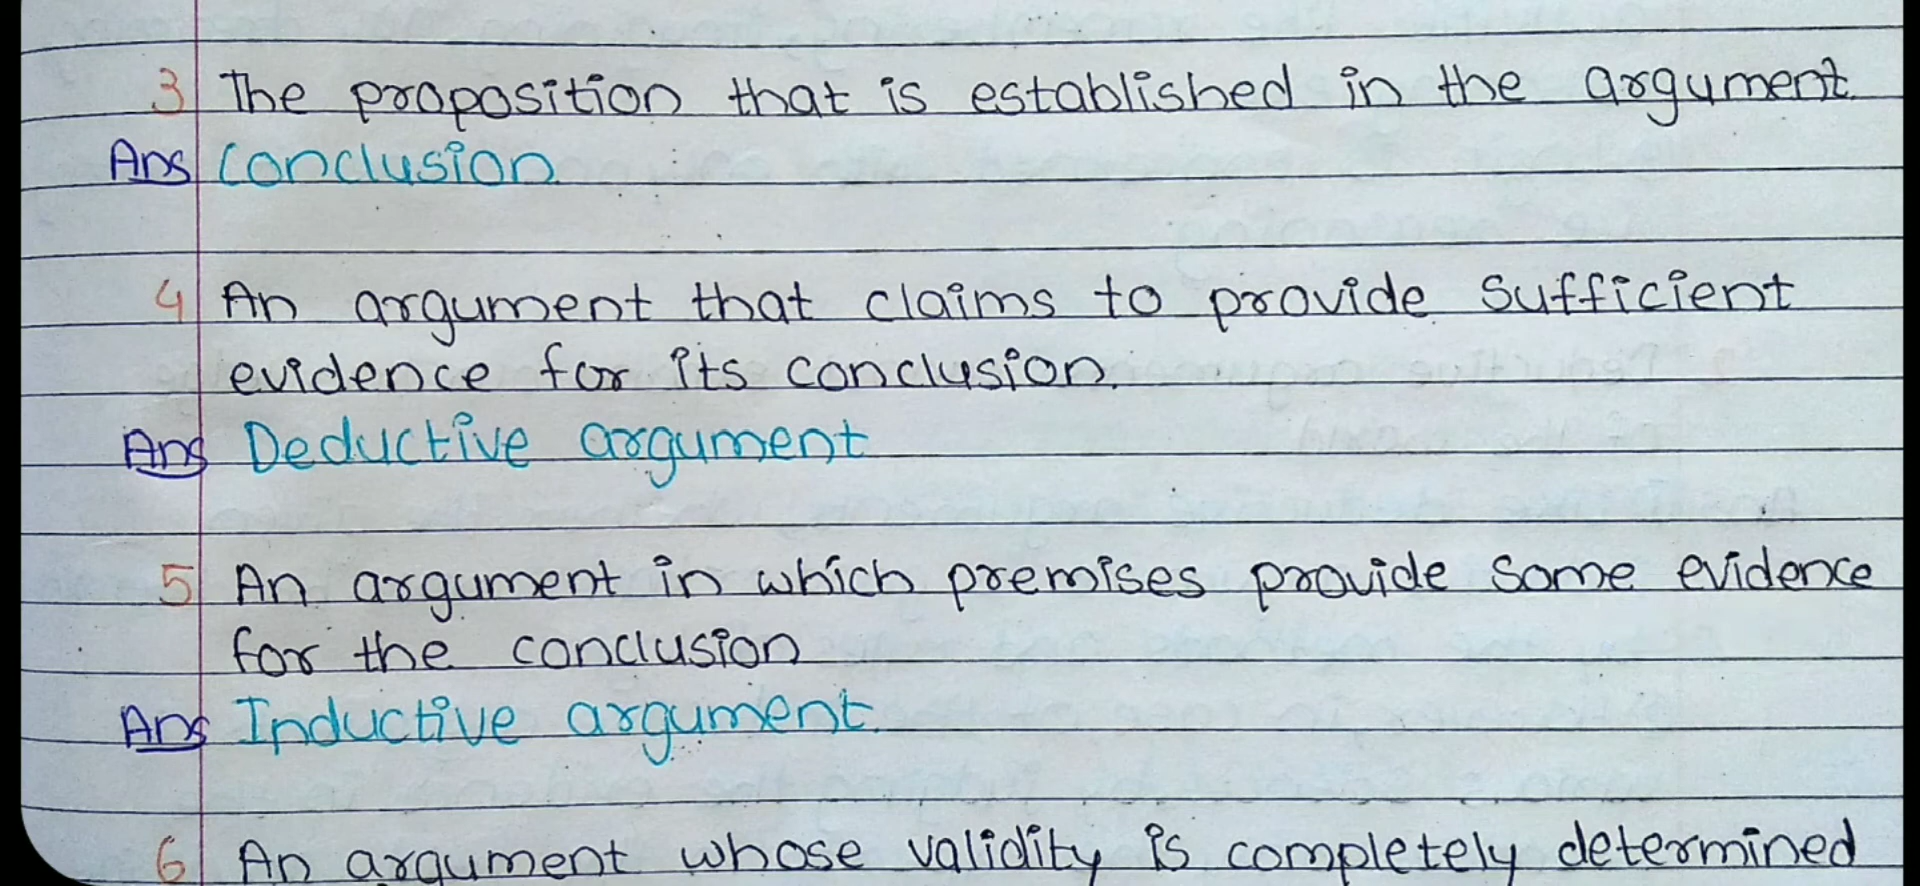 3 The proposition that is established in the argument.
Ans Conclusion.
4 An argument that claims to provide sufficient
evidence for its conclusion.
Ans Deductive argument
5 An argument in which premises provide some evidence
for the conclusion
Ans Inductive argument.
6 An argument whose validity is completely determined